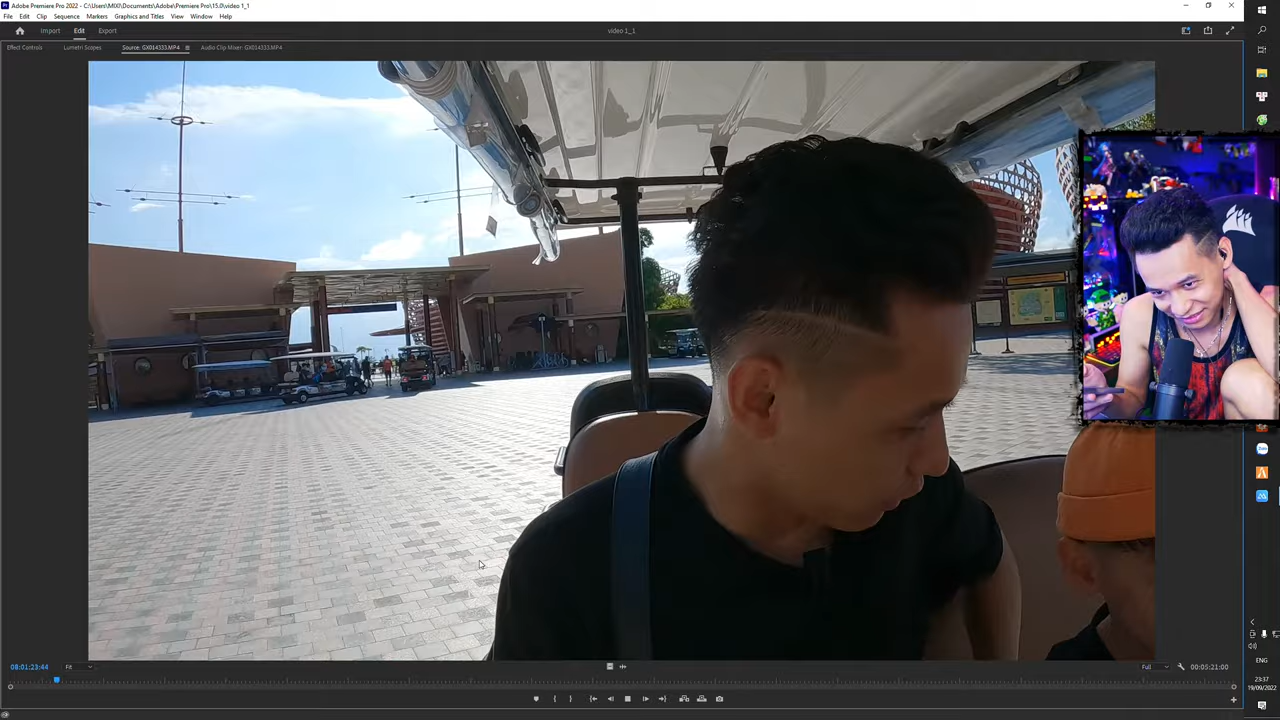 Adobe Premiere Pro 2022 - C:\Users\MIXI\Documents\Adobe\Premiere Pro\15.0\video 1_1
File Edit Clip Sequence Markers Graphics and Titles View Window Help
Import Edit Export
video 1_1
Effect Controls Lumetri Scopes Source: GX014333.MP4 Audio Clip Mixer: GX014333.MP4
08:01:23:44 Fit Full 00:05:21:00
ENG
23:37
19/09/2022